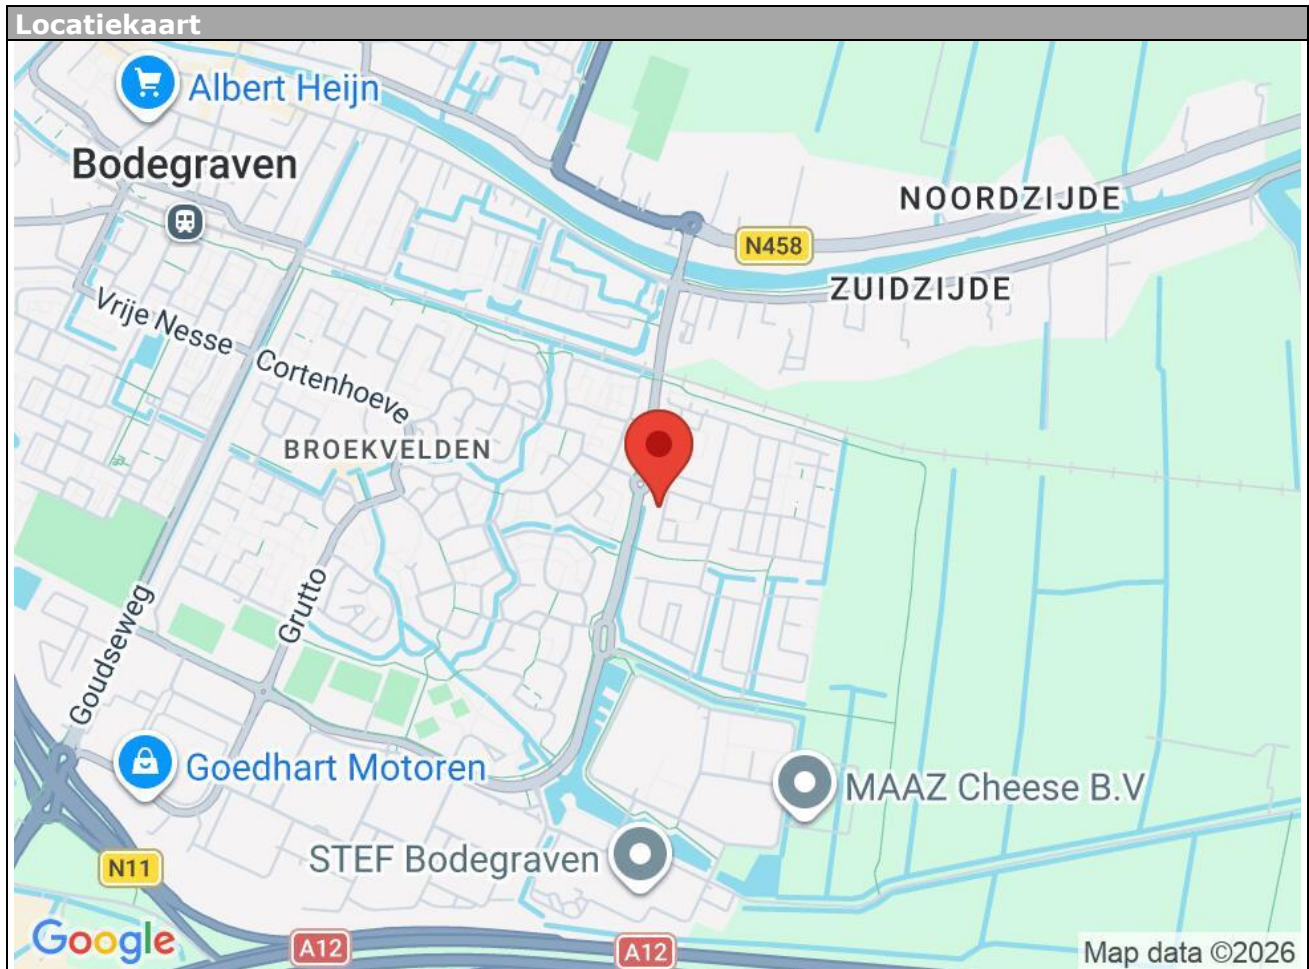 Locatiekaart
Albert Heijn
Bodegraven
NOORDZIJDE
N458
ZUIDZIJDE
Vrije Nesse
Cortenhoeve
BROEKVELDEN
Grutto
Goudseweg
Goedhart Motoren
MAAZ Cheese B.V
STEF Bodegraven
N11
Google
A12
A12
Map data ©2026